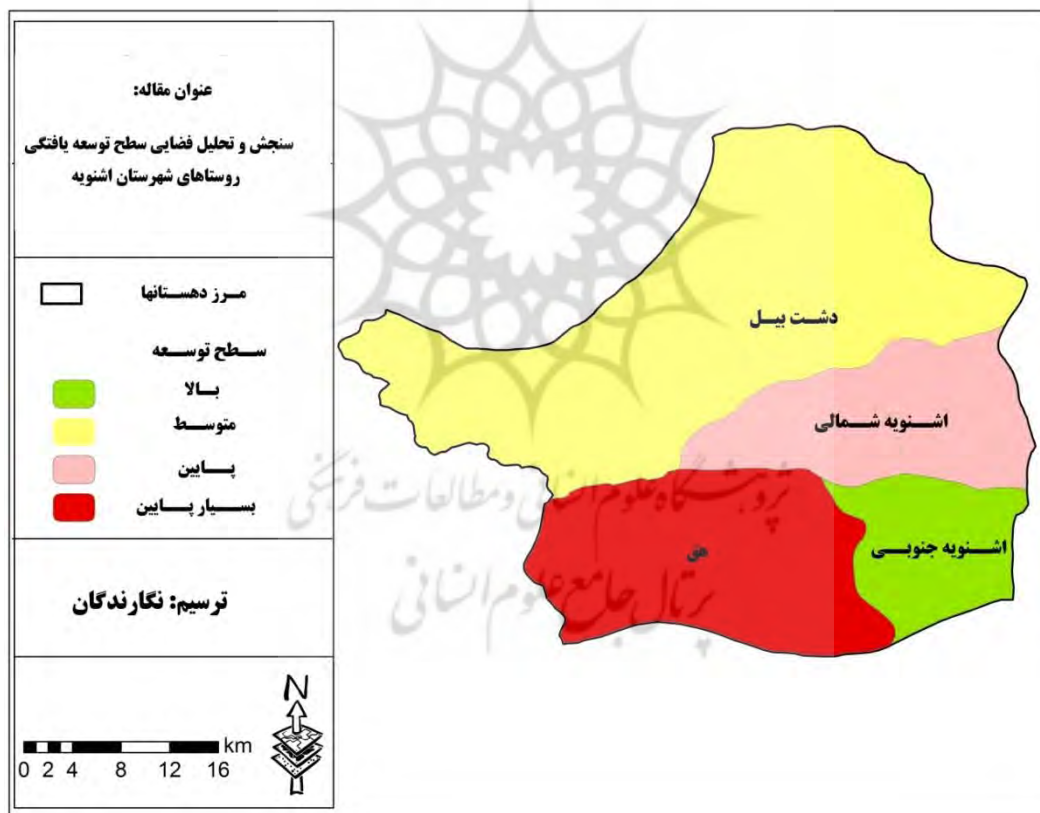 عنوان مقاله:
سنجش و تحلیل فضایی سطح توسعه یافتگی
روستاهای شهرستان اشنویه
مرز دهستانها
سطح توسعه
بالا
متوسط
پایین
بسیار پایین
ترسیم: نگارندگان
N
km
0 2 4 8 12 16
دشت بیل
اشنویه شمالی
اشنویه جنوبی
هق
پژوهشگاه علوم انسانی و مطالعات فرهنگی
پرتال جامع علوم انسانی